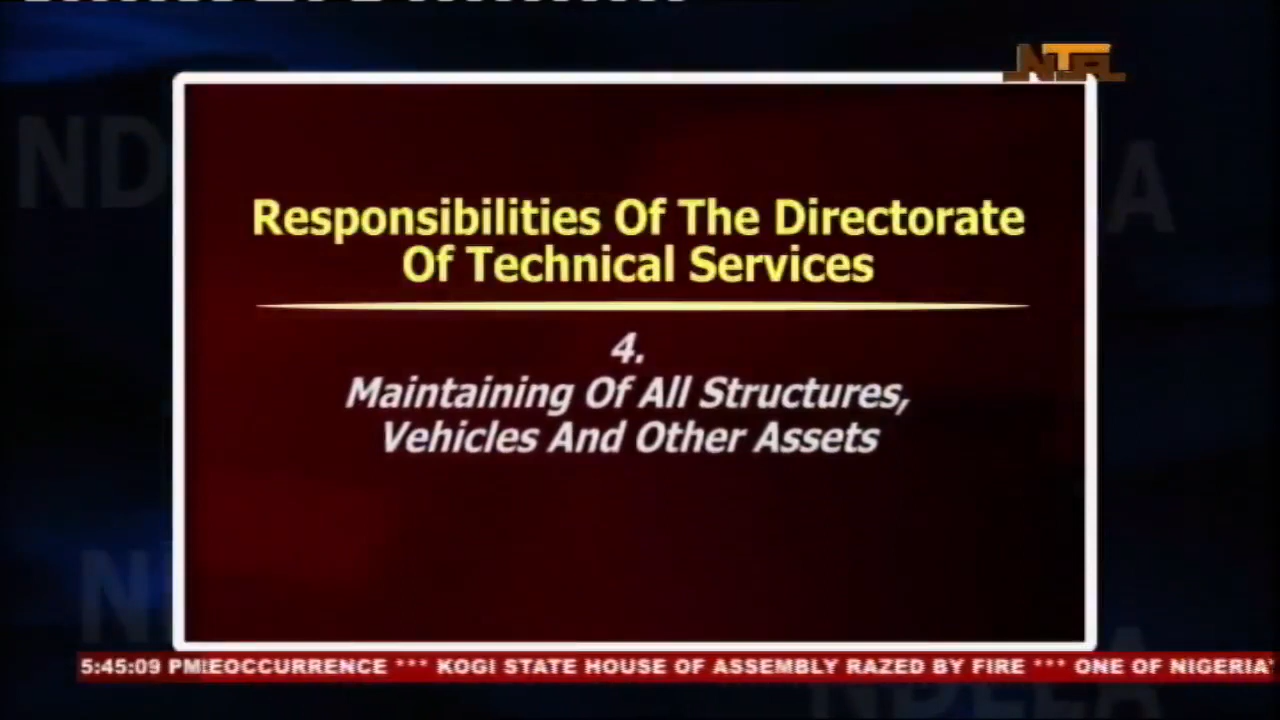 NTA
Responsibilities Of The Directorate
Of Technical Services
4.
Maintaining Of All Structures,
Vehicles And Other Assets
5:45:09 PM EOCCURRENCE *** KOGI STATE HOUSE OF ASSEMBLY RAZED BY FIRE *** ONE OF NIGERIA'